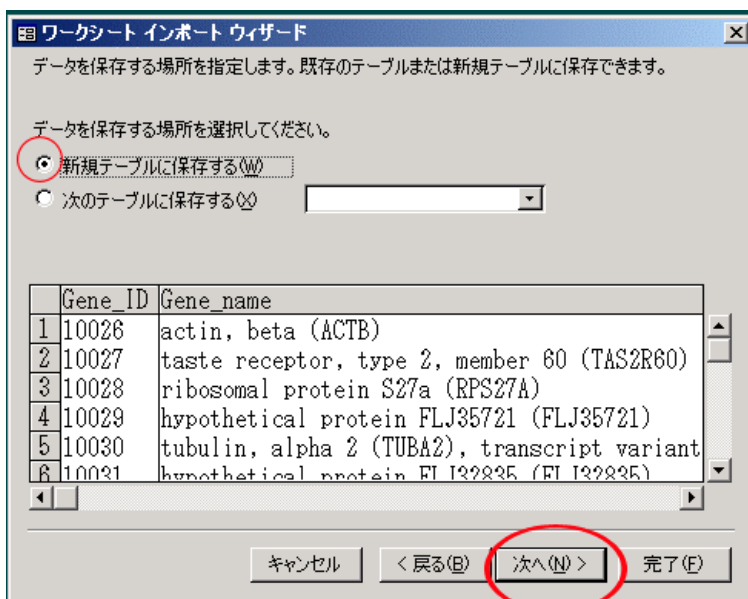 ワークシート インポート ウィザード
データを保存する場所を指定します。既存のテーブルまたは新規テーブルに保存できます。
データを保存する場所を選択してください。
新規テーブルに保存する(W)
次のテーブルに保存する(X)
Gene_ID Gene_name
1 10026 actin, beta (ACTB)
2 10027 taste receptor, type 2, member 60 (TAS2R60)
3 10028 ribosomal protein S27a (RPS27A)
4 10029 hypothetical protein FLJ35721 (FLJ35721)
5 10030 tubulin, alpha 2 (TUBA2), transcript variant
6 10031 hypothetical protein FLJ32835 (FLJ32835)
キャンセル < 戻る(B) 次へ(N) > 完了(F)